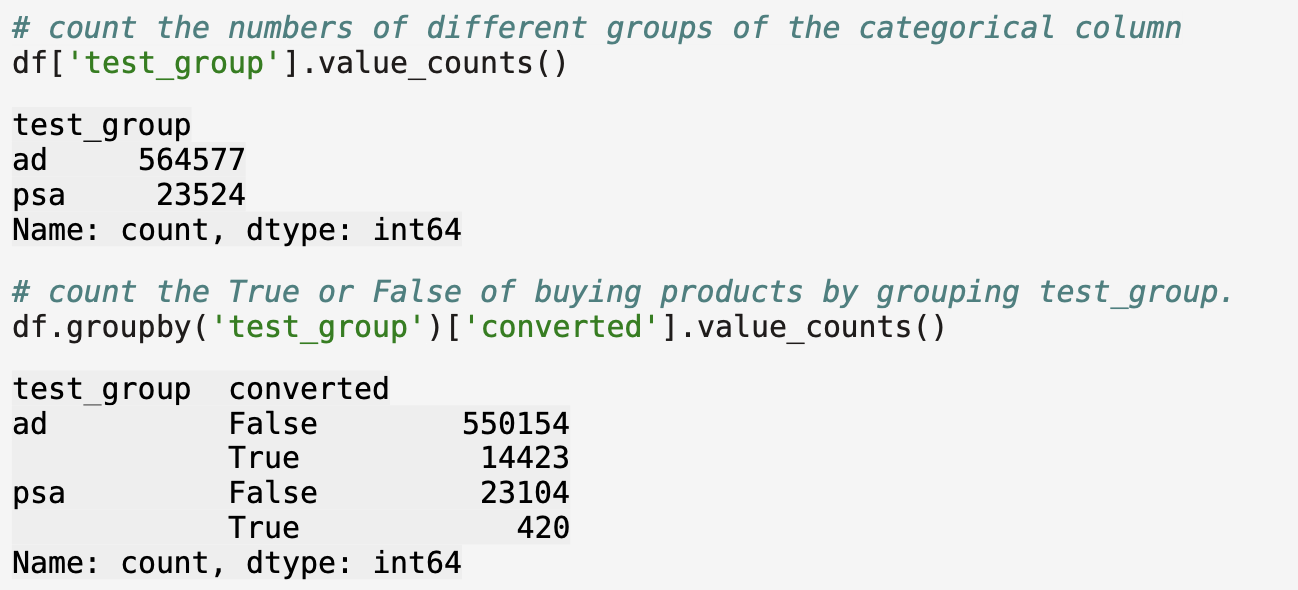 # count the numbers of different groups of the categorical column
df['test_group'].value_counts()
test_group
ad     564577
psa     23524
Name: count, dtype: int64
# count the True or False of buying products by grouping test_group.
df.groupby('test_group')['converted'].value_counts()
test_group  converted
ad          False        550154
            True          14423
psa         False         23104
            True            420
Name: count, dtype: int64